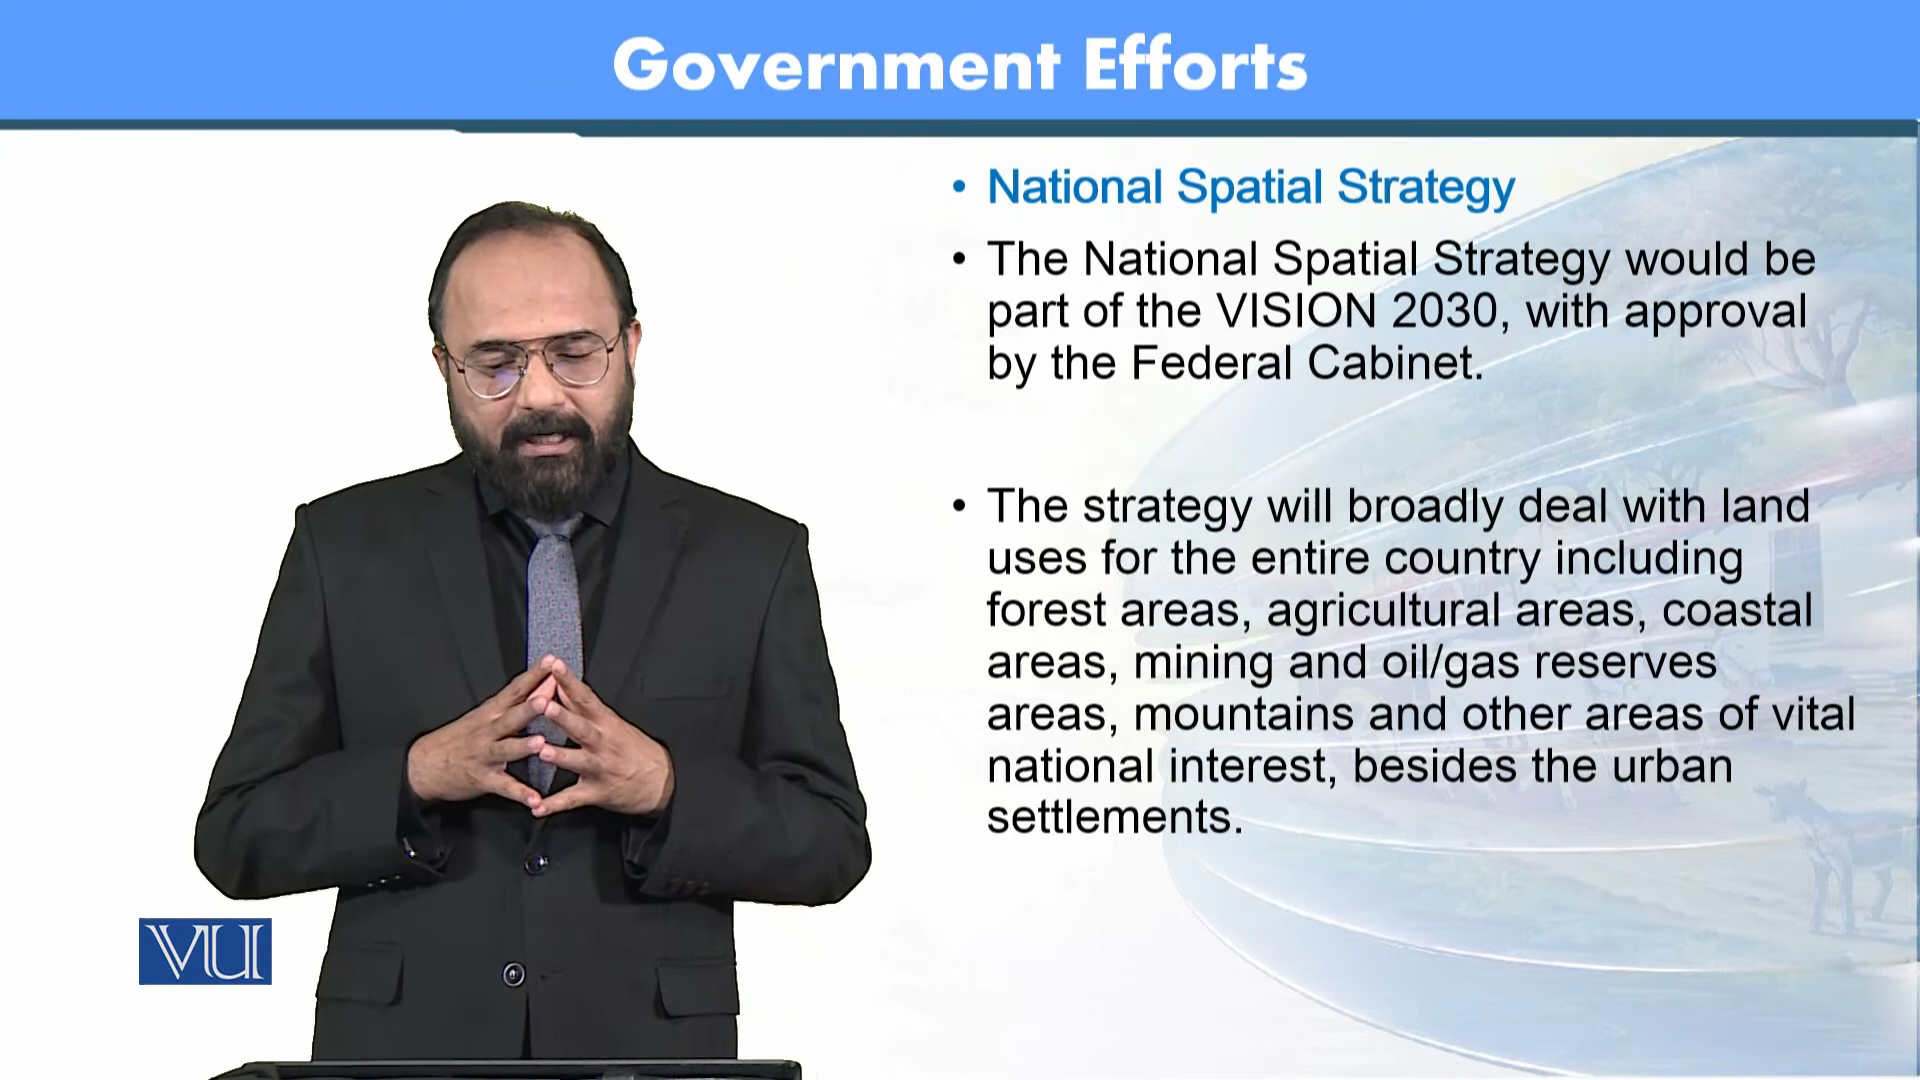 Government Efforts
• National Spatial Strategy
• The National Spatial Strategy would be
part of the VISION 2030, with approval
by the Federal Cabinet.
• The strategy will broadly deal with land
uses for the entire country including
forest areas, agricultural areas, coastal
areas, mining and oil/gas reserves
areas, mountains and other areas of vital
national interest, besides the urban
settlements.
VU